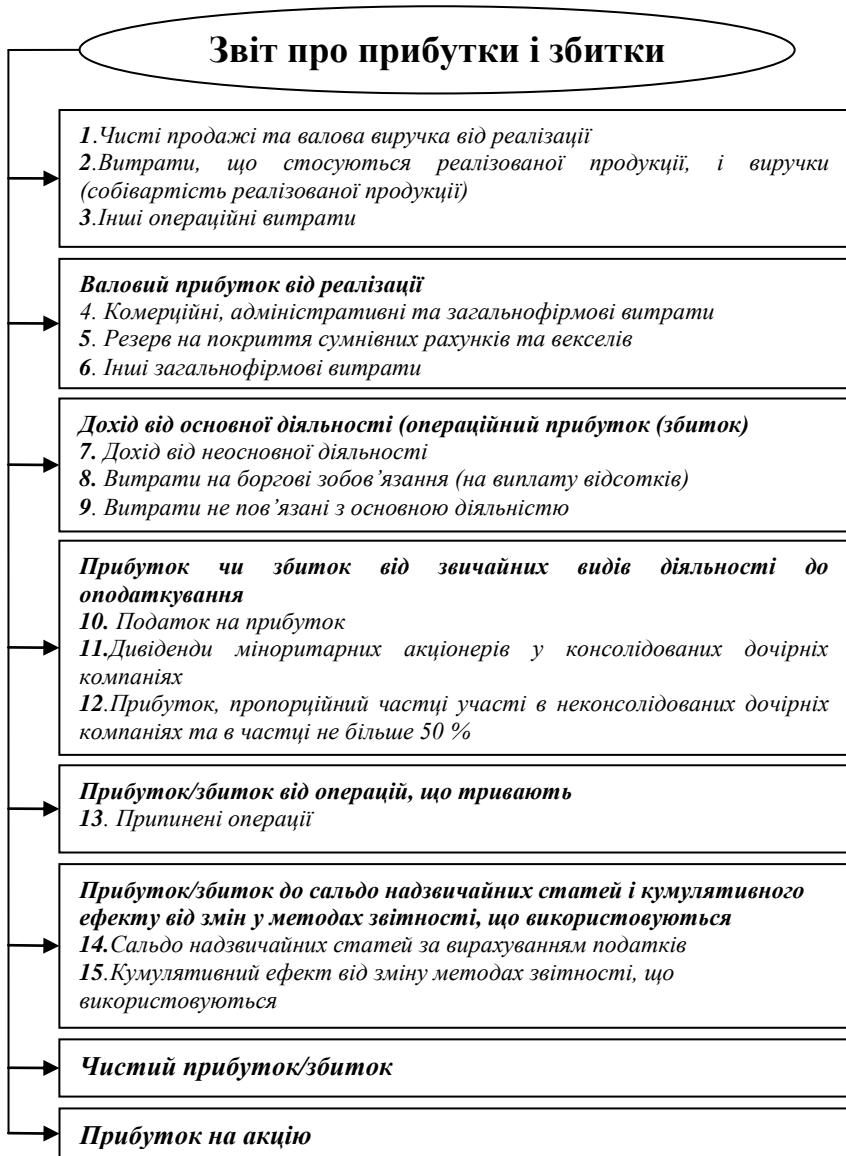 Звіт про прибутки і збитки
1.Чисті продажі та валова виручка від реалізації
2.Витрати, що стосуються реалізованої продукції, і виручки
(собівартість реалізованої продукції)
3.Інші операційні витрати
Валовий прибуток від реалізації
4. Комерційні, адміністративні та загальнофірмові витрати
5. Резерв на покриття сумнівних рахунків та векселів
6. Інші загальнофірмові витрати
Дохід від основної діяльності (операційний прибуток (збиток)
7. Дохід від неосновної діяльності
8. Витрати на боргові зобов’язання (на виплату відсотків)
9. Витрати не пов’язані з основною діяльністю
Прибуток чи збиток від звичайних видів діяльності до
оподаткування
10. Податок на прибуток
11.Дивіденди міноритарних акціонерів у консолідованих дочірніх
компаніях
12.Прибуток, пропорційний частці участі в неконсолідованих дочірніх
компаніях та в частці не більше 50 %
Прибуток/збиток від операцій, що тривають
13. Припинені операції
Прибуток/збиток до сальдо надзвичайних статей і кумулятивного
ефекту від змін у методах звітності, що використовуються
14.Сальдо надзвичайних статей за вирахуванням податків
15.Кумулятивний ефект від зміну методах звітності, що
використовуються
Чистий прибуток/збиток
Прибуток на акцію